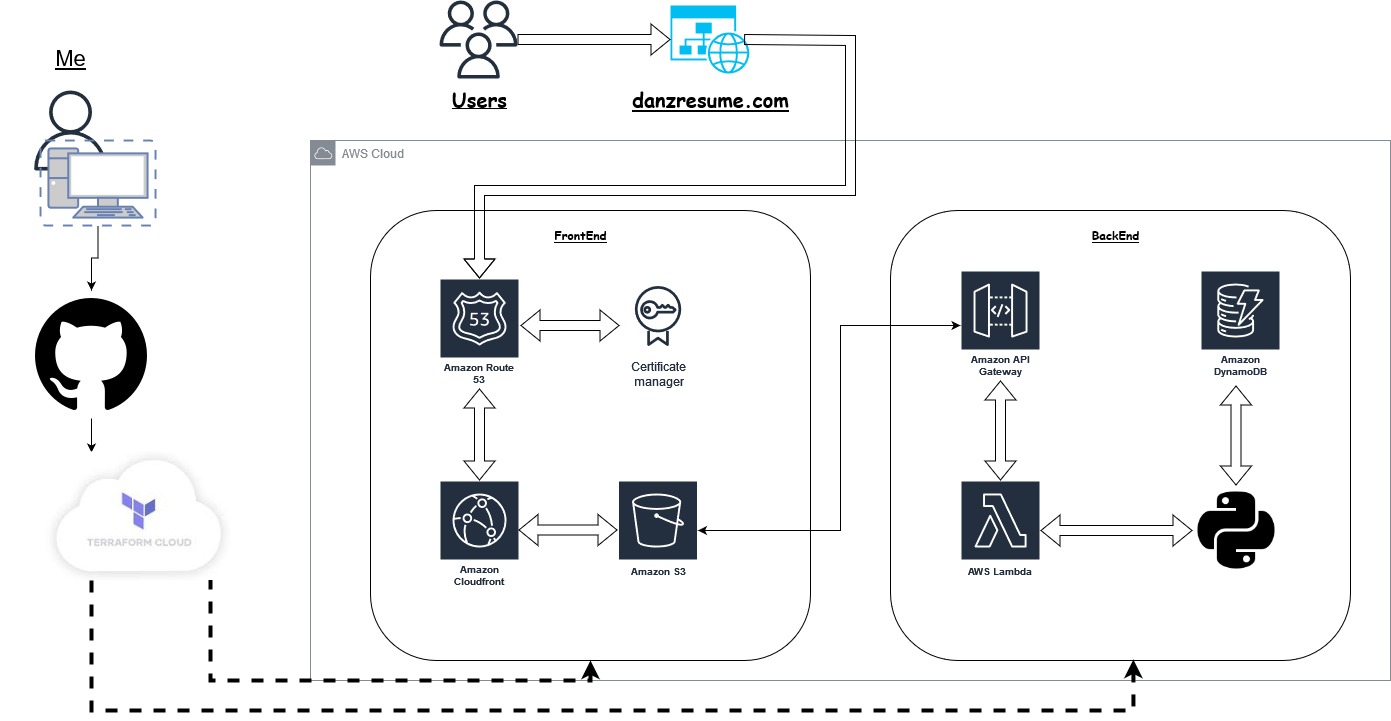 Me
Users
danzresume.com
AWS Cloud
FrontEnd
BackEnd
53
Amazon Route
53
Certificate
manager
Amazon API
Gateway
Amazon
DynamoDB
</>
TERRAFORM CLOUD
Amazon
Cloudfront
Amazon S3
AWS Lambda